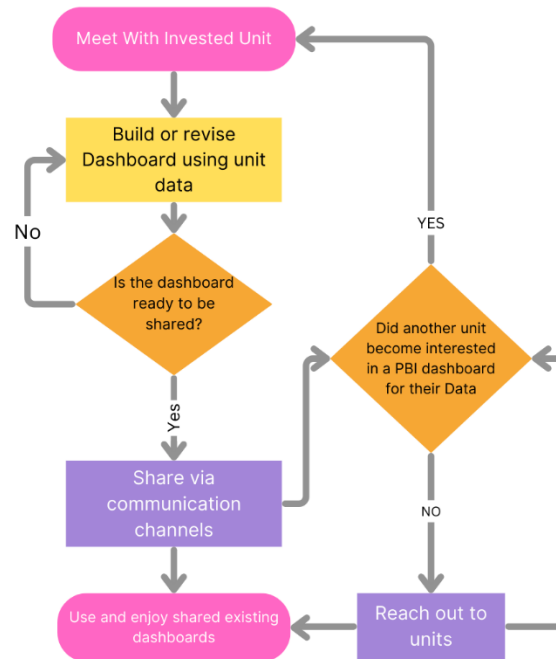 Meet With Invested Unit
Build or revise
Dashboard using unit
data
No
Is the dashboard
ready to be
shared?
Yes
Share via
communication
channels
Use and enjoy shared existing
dashboards
YES
Did another unit
become interested
in a PBI dashboard
for their Data
NO
Reach out to
units